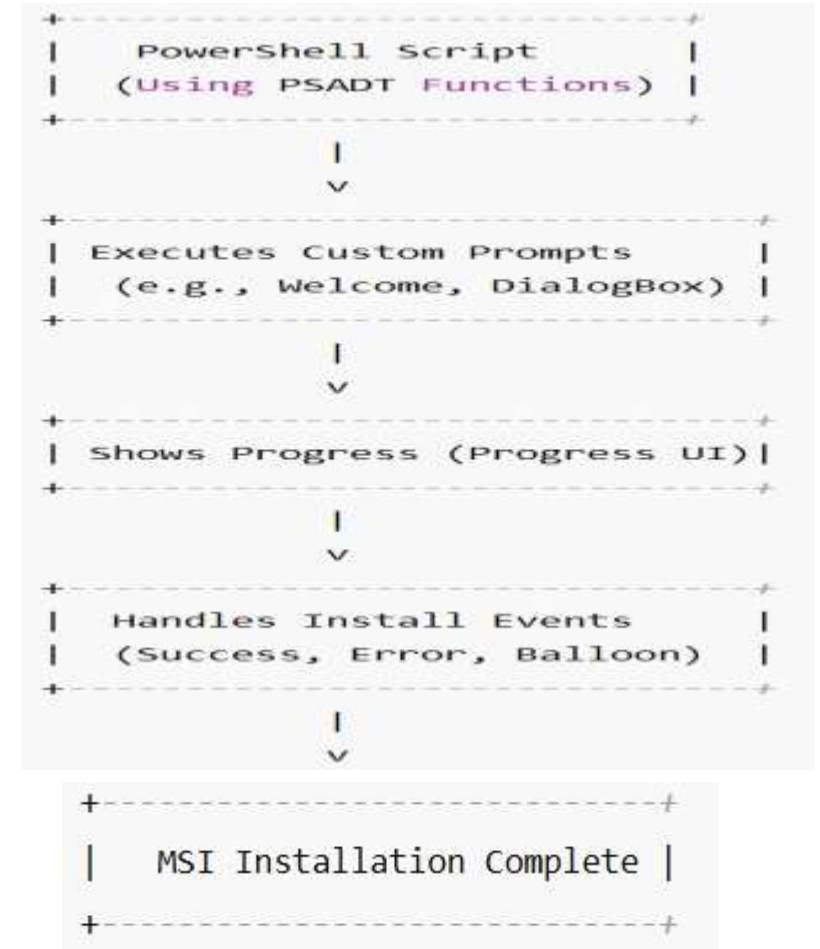 PowerShell Script
(Using PSADT Functions)
Executes Custom Prompts
(e.g., Welcome, DialogBox)
Shows Progress (Progress UI)
Handles Install Events
(Success, Error, Balloon)
MSI Installation Complete